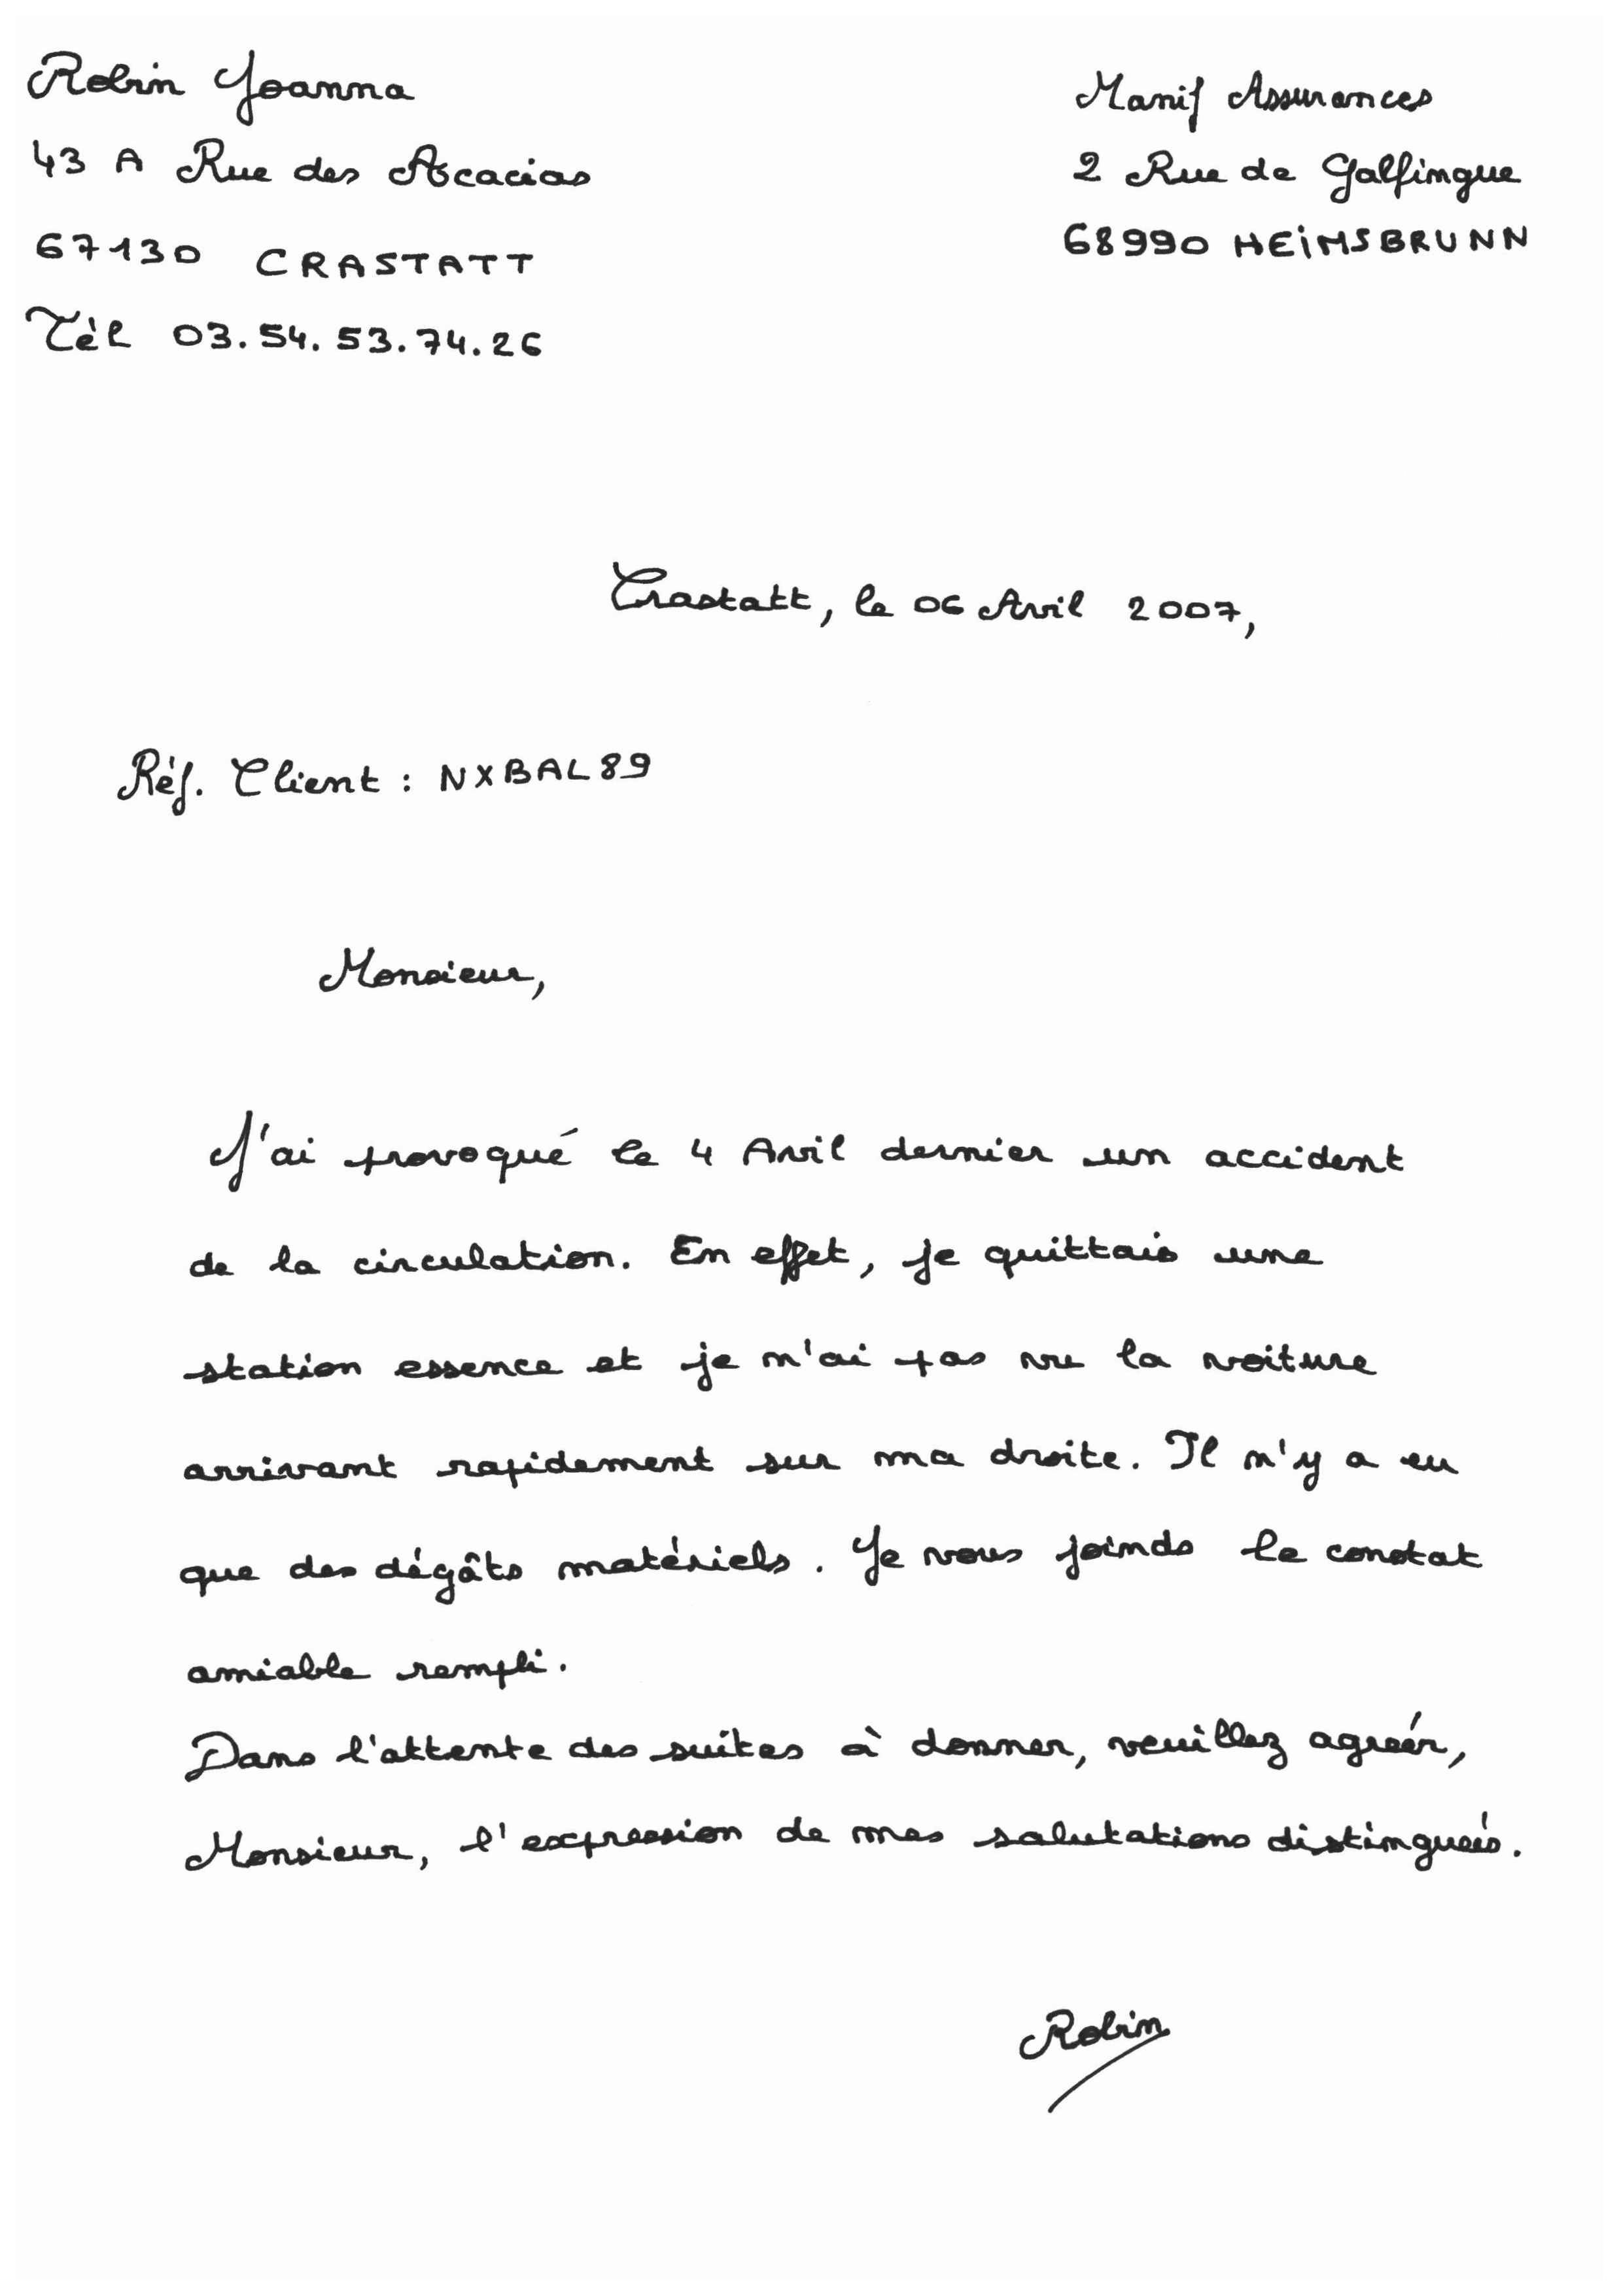 Robin Joanna
43 A Rue des Acacias
67130 CRASTATT
Tèl 03.54.53.74.26
Manif Assurances
2 Rue de Galfingue
68990 HEIMSBRUNN
Crastatt, le 06 Avril 2007,
Réf. Client : NXBAL89
Monsieur,
J'ai provoqué le 4 Avril dernier un accident
de la circulation. En effet, je quittais une
station essence et je n'ai pas vu la voiture
arrivant rapidement sur ma droite. Il n'y a eu
que des dégâts matériels. Je vous joinds le constat
amiable rempli.
Dans l'attente des suites à donner, veuillez agréér,
Monsieur, l'expression de mes salutations distingués.
Robin